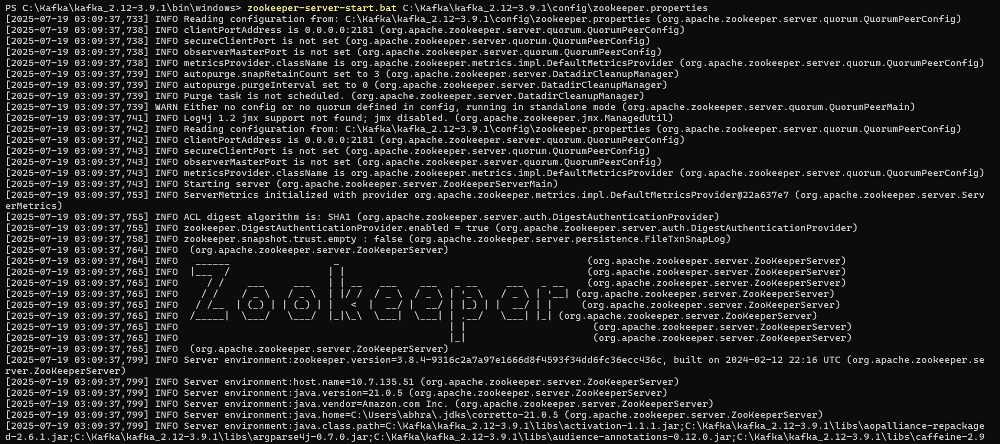 PS C:\Kafka\kafka_2.12-3.9.1\bin\windows> zookeeper-server-start.bat C:\Kafka\kafka_2.12-3.9.1\config\zookeeper.properties
[2025-07-19 03:09:37,733] INFO Reading configuration from: C:\Kafka\kafka_2.12-3.9.1\config\zookeeper.properties (org.apache.zookeeper.server.quorum.QuorumPeerConfig)
[2025-07-19 03:09:37,738] INFO clientPortAddress is 0.0.0.0:2181 (org.apache.zookeeper.server.quorum.QuorumPeerConfig)
[2025-07-19 03:09:37,738] INFO secureClientPort is not set (org.apache.zookeeper.server.quorum.QuorumPeerConfig)
[2025-07-19 03:09:37,738] INFO observerMasterPort is not set (org.apache.zookeeper.server.quorum.QuorumPeerConfig)
[2025-07-19 03:09:37,738] INFO metricsProvider.className is org.apache.zookeeper.metrics.impl.DefaultMetricsProvider (org.apache.zookeeper.server.quorum.QuorumPeerConfig)
[2025-07-19 03:09:37,739] INFO autopurge.snapRetainCount set to 3 (org.apache.zookeeper.server.DatadirCleanupManager)
[2025-07-19 03:09:37,739] INFO autopurge.purgeInterval set to 0 (org.apache.zookeeper.server.DatadirCleanupManager)
[2025-07-19 03:09:37,739] INFO Purge task is not scheduled. (org.apache.zookeeper.server.DatadirCleanupManager)
[2025-07-19 03:09:37,739] WARN Either no config or no quorum defined in config, running in standalone mode (org.apache.zookeeper.server.quorum.QuorumPeerMain)
[2025-07-19 03:09:37,741] INFO Log4j 1.2 jmx support not found; jmx disabled. (org.apache.zookeeper.jmx.ManagedUtil)
[2025-07-19 03:09:37,742] INFO Reading configuration from: C:\Kafka\kafka_2.12-3.9.1\config\zookeeper.properties (org.apache.zookeeper.server.quorum.QuorumPeerConfig)
[2025-07-19 03:09:37,742] INFO clientPortAddress is 0.0.0.0:2181 (org.apache.zookeeper.server.quorum.QuorumPeerConfig)
[2025-07-19 03:09:37,743] INFO secureClientPort is not set (org.apache.zookeeper.server.quorum.QuorumPeerConfig)
[2025-07-19 03:09:37,743] INFO observerMasterPort is not set (org.apache.zookeeper.server.quorum.QuorumPeerConfig)
[2025-07-19 03:09:37,743] INFO metricsProvider.className is org.apache.zookeeper.metrics.impl.DefaultMetricsProvider (org.apache.zookeeper.server.quorum.QuorumPeerConfig)
[2025-07-19 03:09:37,743] INFO Starting server (org.apache.zookeeper.server.ZooKeeperServerMain)
[2025-07-19 03:09:37,753] INFO ServerMetrics initialized with provider org.apache.zookeeper.metrics.impl.DefaultMetricsProvider@22a637e7 (org.apache.zookeeper.server.Serv
erMetrics)
[2025-07-19 03:09:37,755] INFO ACL digest algorithm is: SHA1 (org.apache.zookeeper.server.auth.DigestAuthenticationProvider)
[2025-07-19 03:09:37,755] INFO zookeeper.DigestAuthenticationProvider.enabled = true (org.apache.zookeeper.server.auth.DigestAuthenticationProvider)
[2025-07-19 03:09:37,758] INFO zookeeper.snapshot.trust.empty : false (org.apache.zookeeper.server.persistence.FileTxnSnapLog)
[2025-07-19 03:09:37,764] INFO  (org.apache.zookeeper.server.ZooKeeperServer)
[2025-07-19 03:09:37,764] INFO   ______                  _                                           (org.apache.zookeeper.server.ZooKeeperServer)
[2025-07-19 03:09:37,765] INFO  |___  /                 | |                                          (org.apache.zookeeper.server.ZooKeeperServer)
[2025-07-19 03:09:37,765] INFO     / /    ___     ___   | | __   ___    ___   _ __     ___   _ __    (org.apache.zookeeper.server.ZooKeeperServer)
[2025-07-19 03:09:37,765] INFO    / /    / _ \   / _ \  | |/ /  / _ \  / _ \ | '_ \   / _ \ | '__| (org.apache.zookeeper.server.ZooKeeperServer)
[2025-07-19 03:09:37,765] INFO   / /__  | (_) | | (_) | |   <  |  __/ |  __/ | |_) | |  __/ | |     (org.apache.zookeeper.server.ZooKeeperServer)
[2025-07-19 03:09:37,765] INFO  /_____|  \___/   \___/  |_|\_\  \___|  \___| | .__/   \___| |_| (org.apache.zookeeper.server.ZooKeeperServer)
[2025-07-19 03:09:37,765] INFO                                               | |                      (org.apache.zookeeper.server.ZooKeeperServer)
[2025-07-19 03:09:37,765] INFO                                               |_|                      (org.apache.zookeeper.server.ZooKeeperServer)
[2025-07-19 03:09:37,765] INFO  (org.apache.zookeeper.server.ZooKeeperServer)
[2025-07-19 03:09:37,799] INFO Server environment:zookeeper.version=3.8.4-9316c2a7a97e1666d8f4593f34dd6fc36ecc436c, built on 2024-02-12 22:16 UTC (org.apache.zookeeper.se
rver.ZooKeeperServer)
[2025-07-19 03:09:37,799] INFO Server environment:host.name=10.7.135.51 (org.apache.zookeeper.server.ZooKeeperServer)
[2025-07-19 03:09:37,799] INFO Server environment:java.version=21.0.5 (org.apache.zookeeper.server.ZooKeeperServer)
[2025-07-19 03:09:37,799] INFO Server environment:java.vendor=Amazon.com Inc. (org.apache.zookeeper.server.ZooKeeperServer)
[2025-07-19 03:09:37,799] INFO Server environment:java.home=C:\Users\abhra\.jdks\corretto-21.0.5 (org.apache.zookeeper.server.ZooKeeperServer)
[2025-07-19 03:09:37,799] INFO Server environment:java.class.path=C:\Kafka\kafka_2.12-3.9.1\libs\activation-1.1.1.jar;C:\Kafka\kafka_2.12-3.9.1\libs\aopalliance-repackage
d-2.6.1.jar;C:\Kafka\kafka_2.12-3.9.1\libs\argparse4j-0.7.0.jar;C:\Kafka\kafka_2.12-3.9.1\libs\audience-annotations-0.12.0.jar;C:\Kafka\kafka_2.12-3.9.1\libs\caffeine-2.9